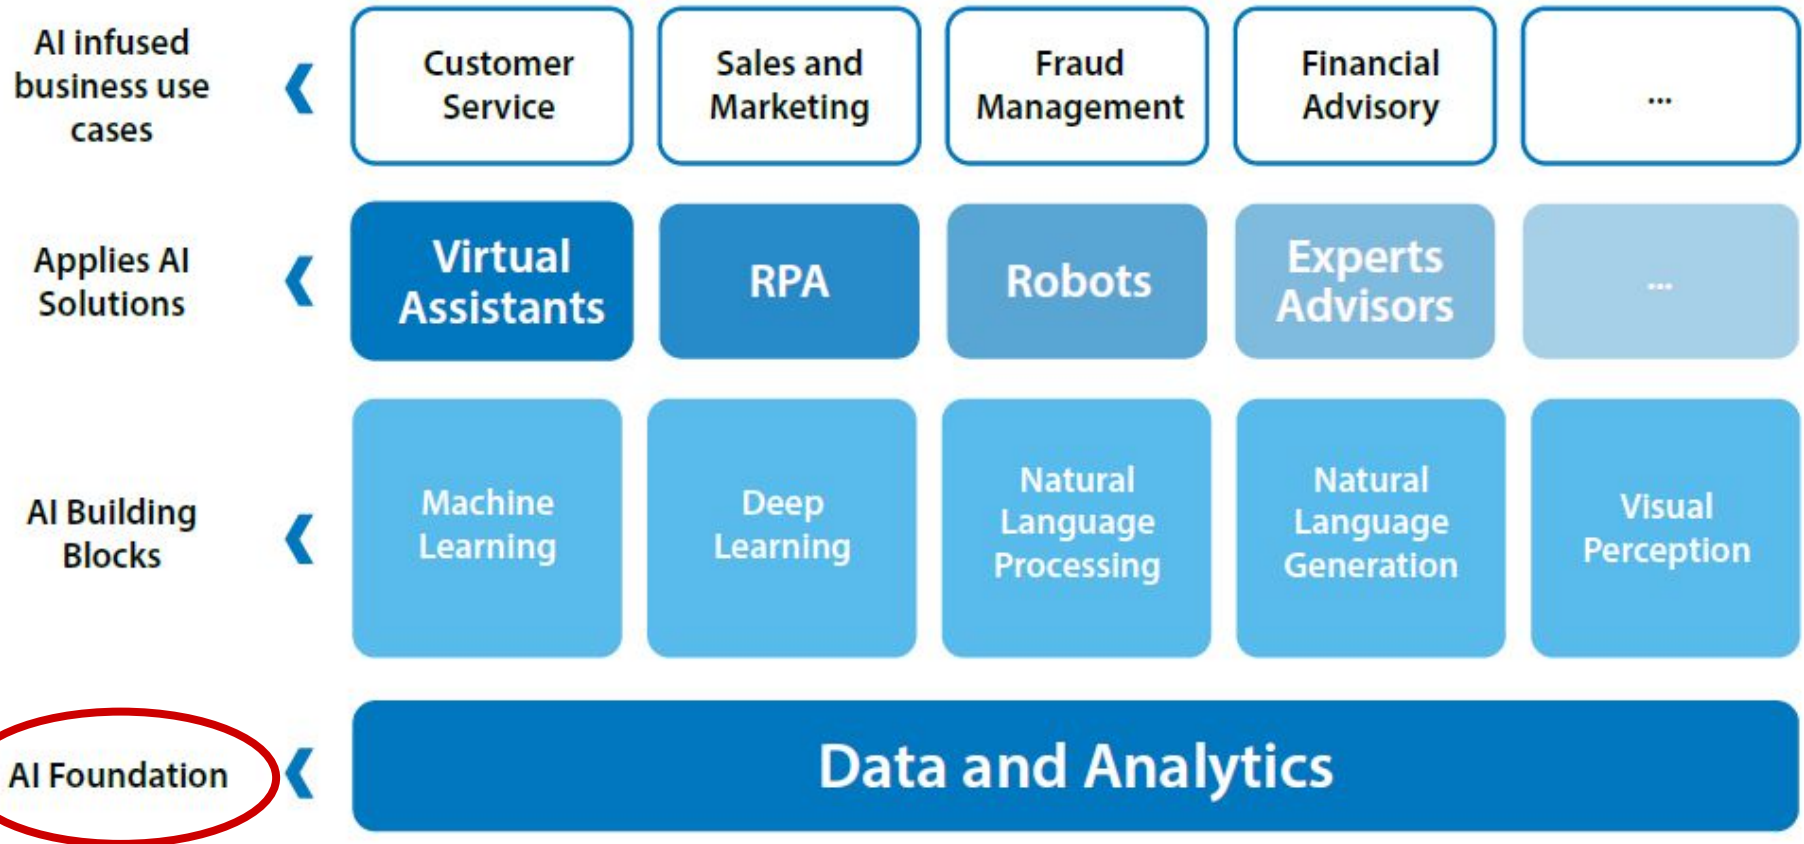 AI infused
business use
cases
Customer
Service
Sales and
Marketing
Fraud
Management
Financial
Advisory
...
Applies AI
Solutions
Virtual
Assistants
RPA
Robots
Experts
Advisors
...
AI Building
Blocks
Machine
Learning
Deep
Learning
Natural
Language
Processing
Natural
Language
Generation
Visual
Perception
AI Foundation
Data and Analytics